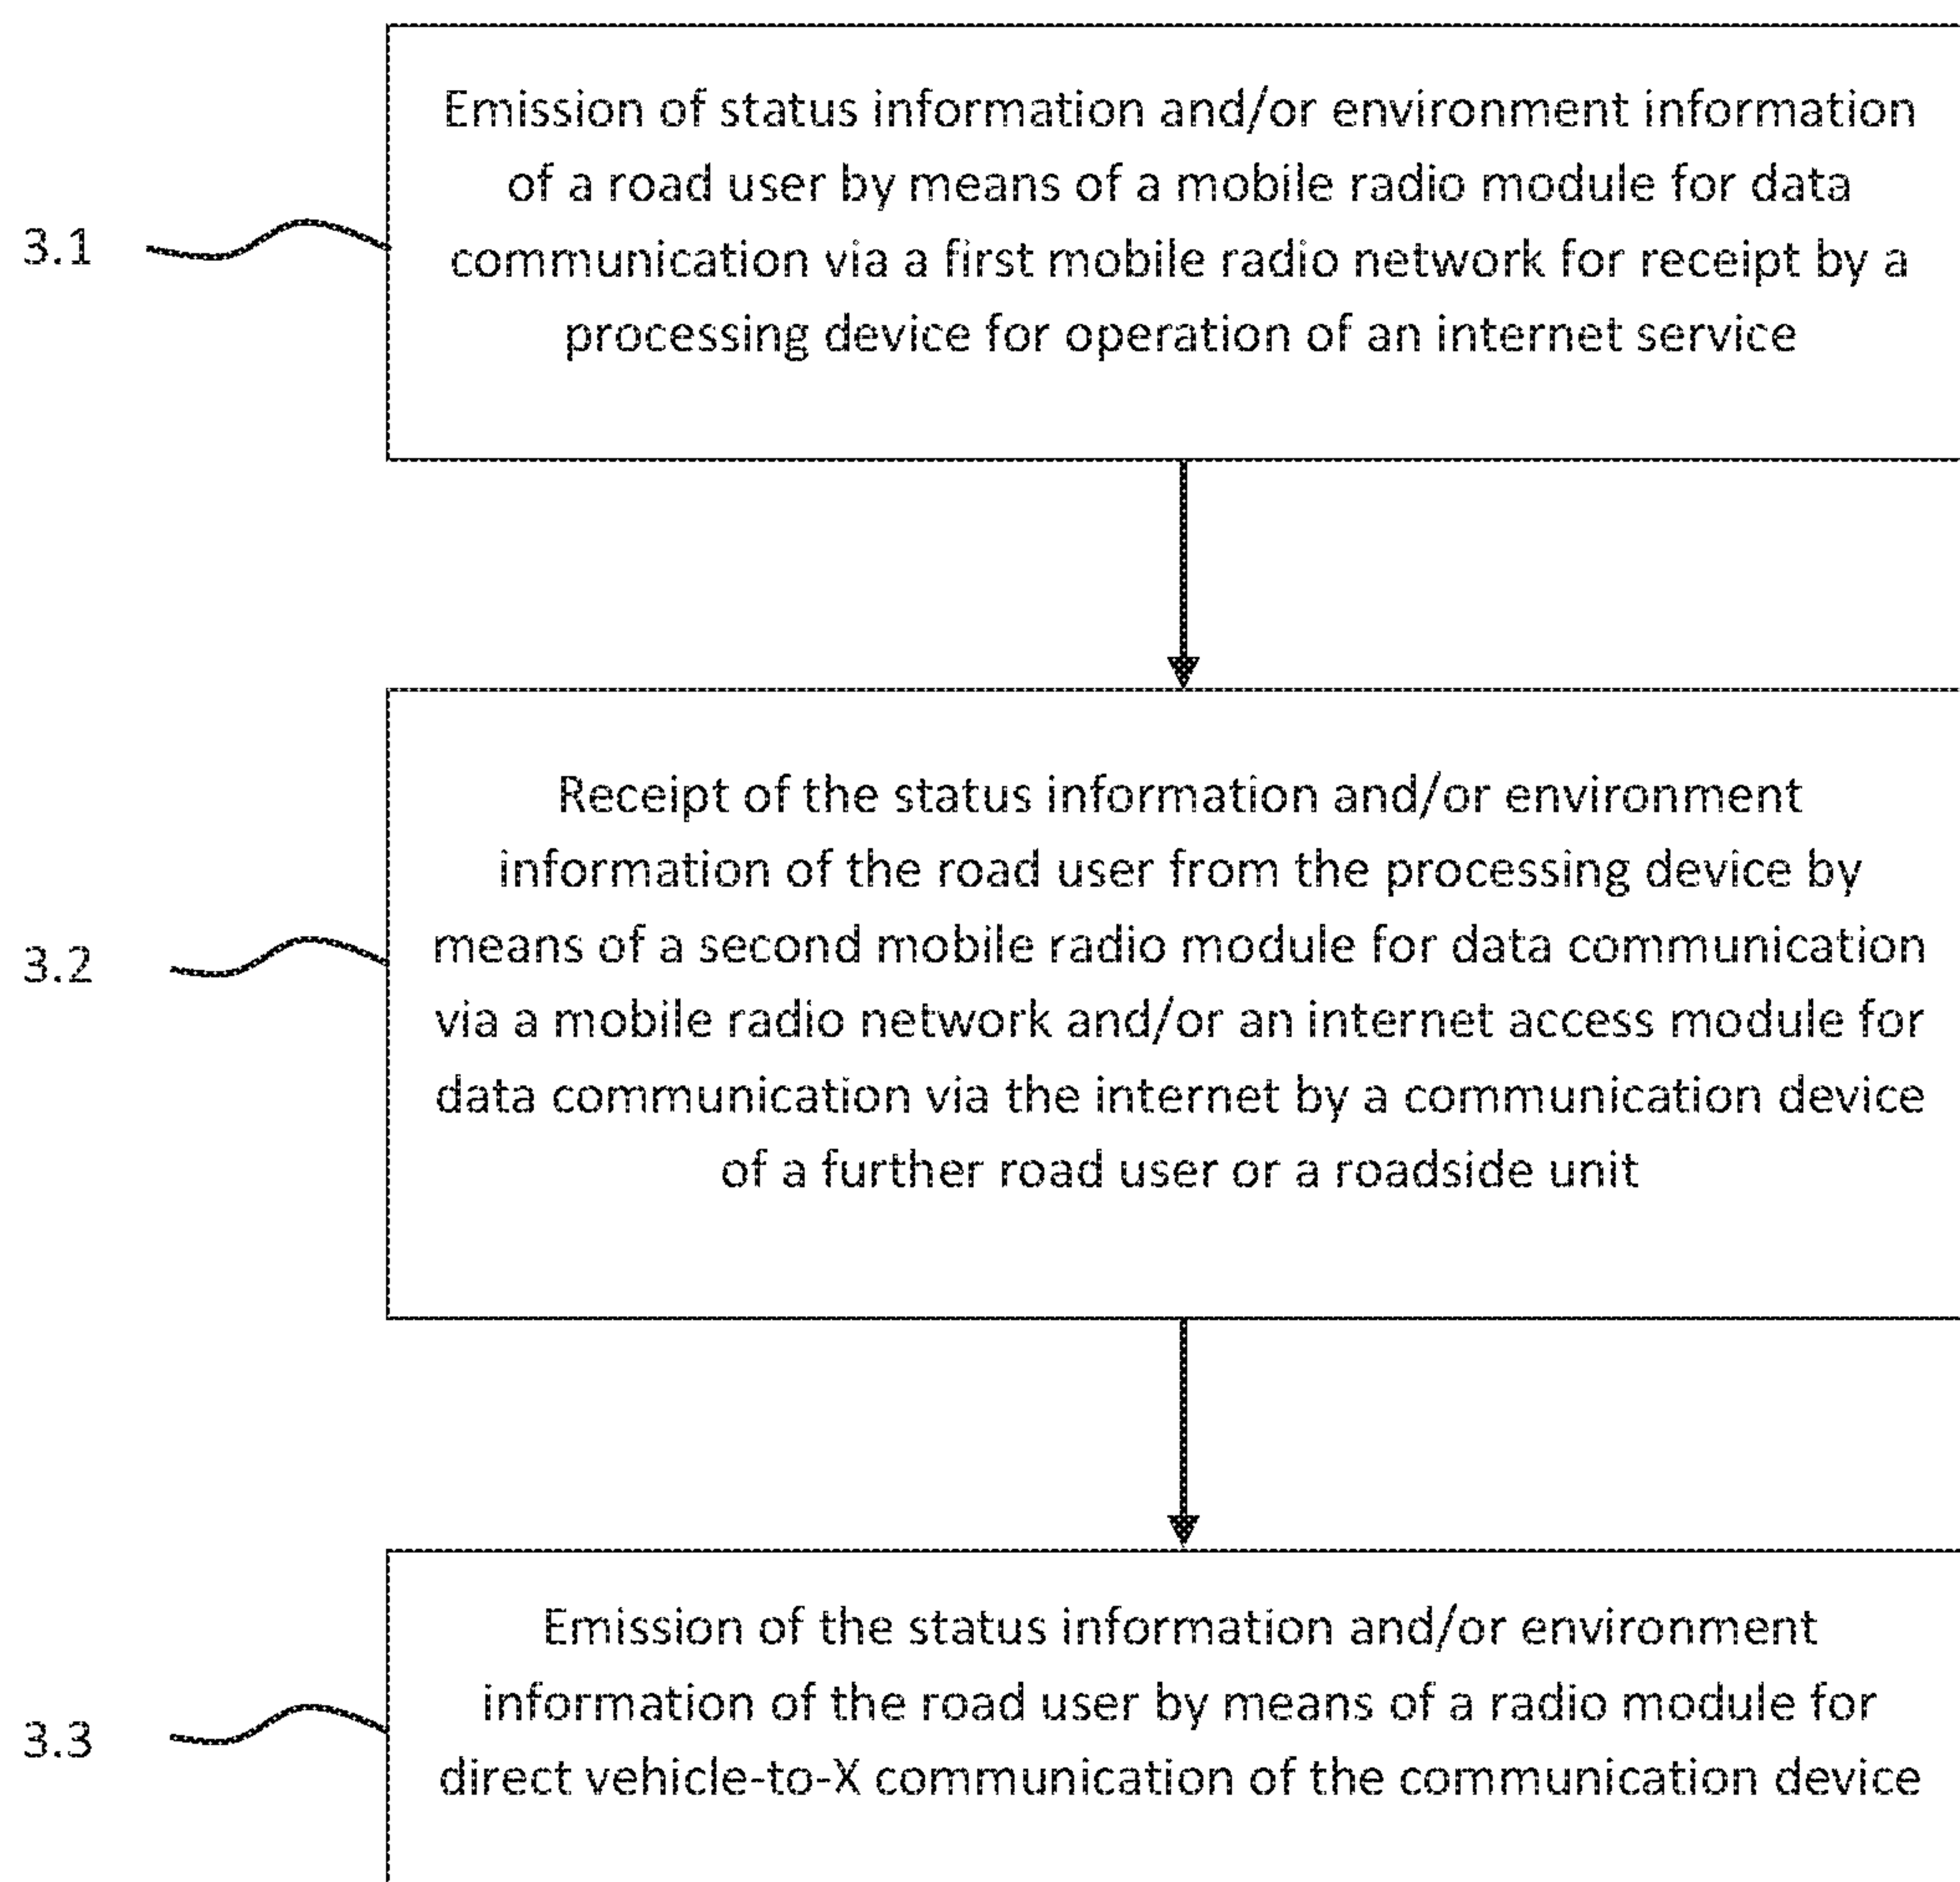 Emission of status information and/or environment information
of a road user by means of a mobile radio module for data
3.1
communication via a first mobile radio network for receipt by a
processing device for operation of an internet service
Receipt of the status information and/or environment
information of the road user from the processing device by
means of a second mobile radio module for data communication
3.2
via a mobile radio network and/or an internet access module for
data communication via the internet by a communication device
of a further road user or a roadside unit
Emission of the status information and/or environment
information of the road user by means of a radio module for
3.3
direct vehicle-to-X communication of the communication device